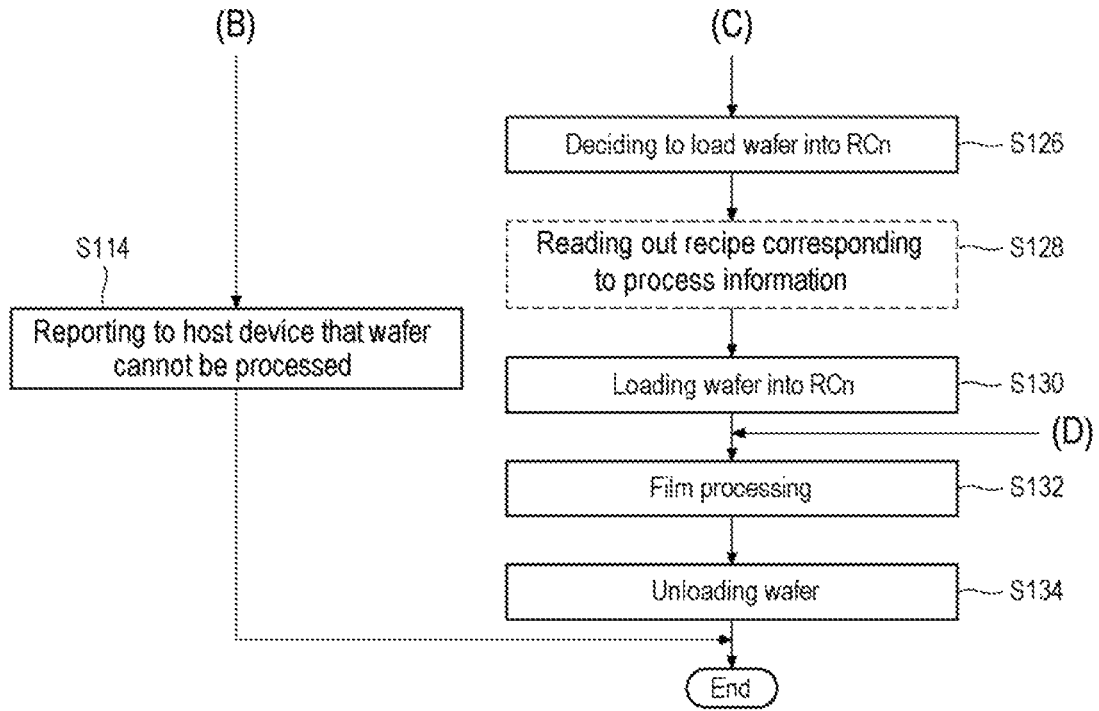 (B)
(C)
Deciding to load wafer into RCn
S126
S114
Reading out recipe corresponding
to process information
S128
Reporting to host device that wafer
cannot be processed
Loading wafer into RCn
S130
(D)
Film processing
S132
Unloading wafer
S134
End